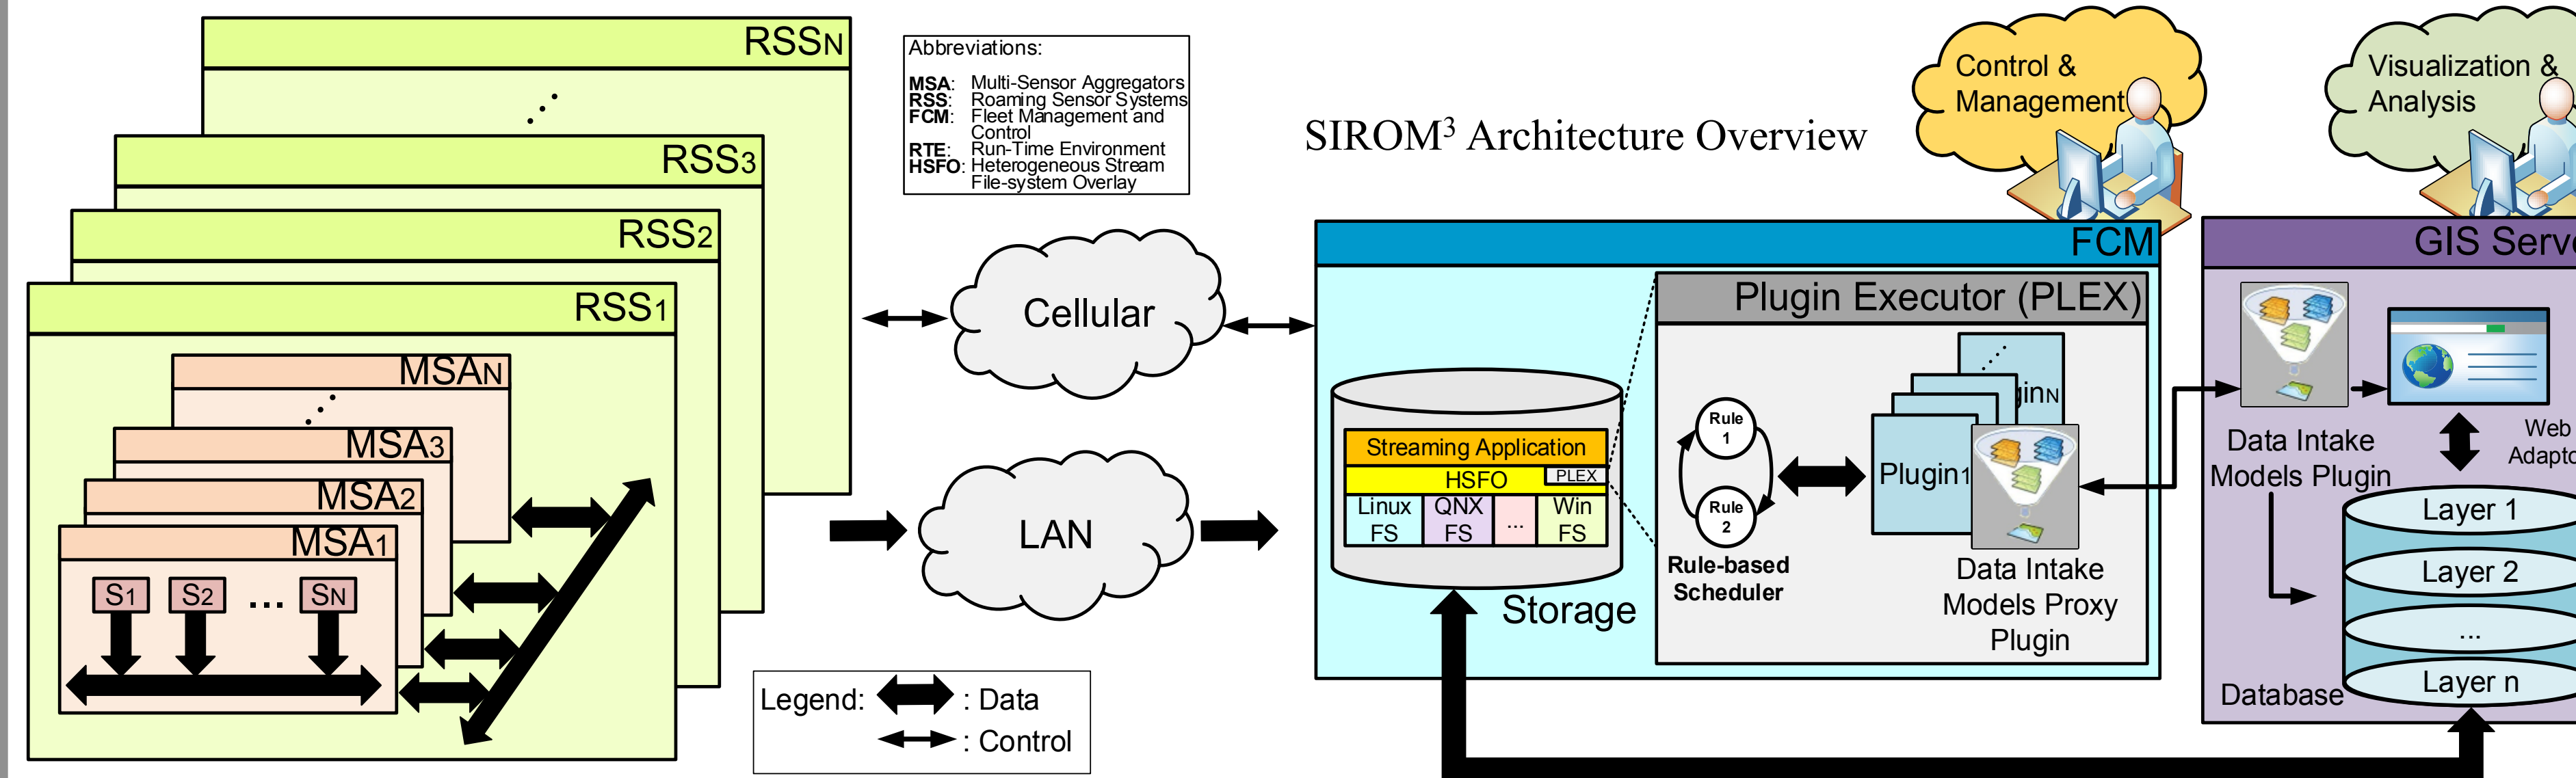 RSSN
RSS3
RSS2
RSS1
MSAN
MSA3
MSA2
MSA1
S1 S2 ... SN
Abbreviations:
MSA: Multi-Sensor Aggregators
RSS: Roaming Sensor Systems
FCM: Fleet Management and
Control
RTE: Run-Time Environment
HSFO: Heterogeneous Stream
File-system Overlay
Cellular
LAN
Legend: : Data
: Control
SIROM³ Architecture Overview
Control &
Management
Visualization &
Analysis
FCM
Plugin Executor (PLEX)
Streaming Application
HSFO PLEX
Linux
FS
QNX
FS
...
Win
FS
Storage
Rule
1
Rule
2
Rule-based
Scheduler
Plugin1
ginN
Data Intake
Models Proxy
Plugin
GIS Serve
Data Intake
Models Plugin
Web
Adapto
Layer 1
Layer 2
...
Layer n
Database